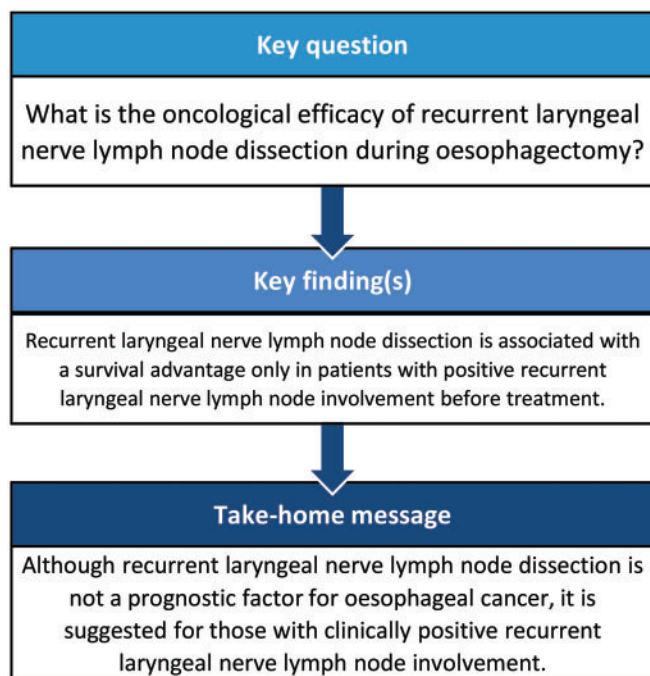 Key question
What is the oncological efficacy of recurrent laryngeal
nerve lymph node dissection during oesophagectomy?
Key finding(s)
Recurrent laryngeal nerve lymph node dissection is associated with
a survival advantage only in patients with positive recurrent
laryngeal nerve lymph node involvement before treatment.
Take-home message
Although recurrent laryngeal nerve lymph node dissection is
not a prognostic factor for oesophageal cancer, it is
suggested for those with clinically positive recurrent
laryngeal nerve lymph node involvement.